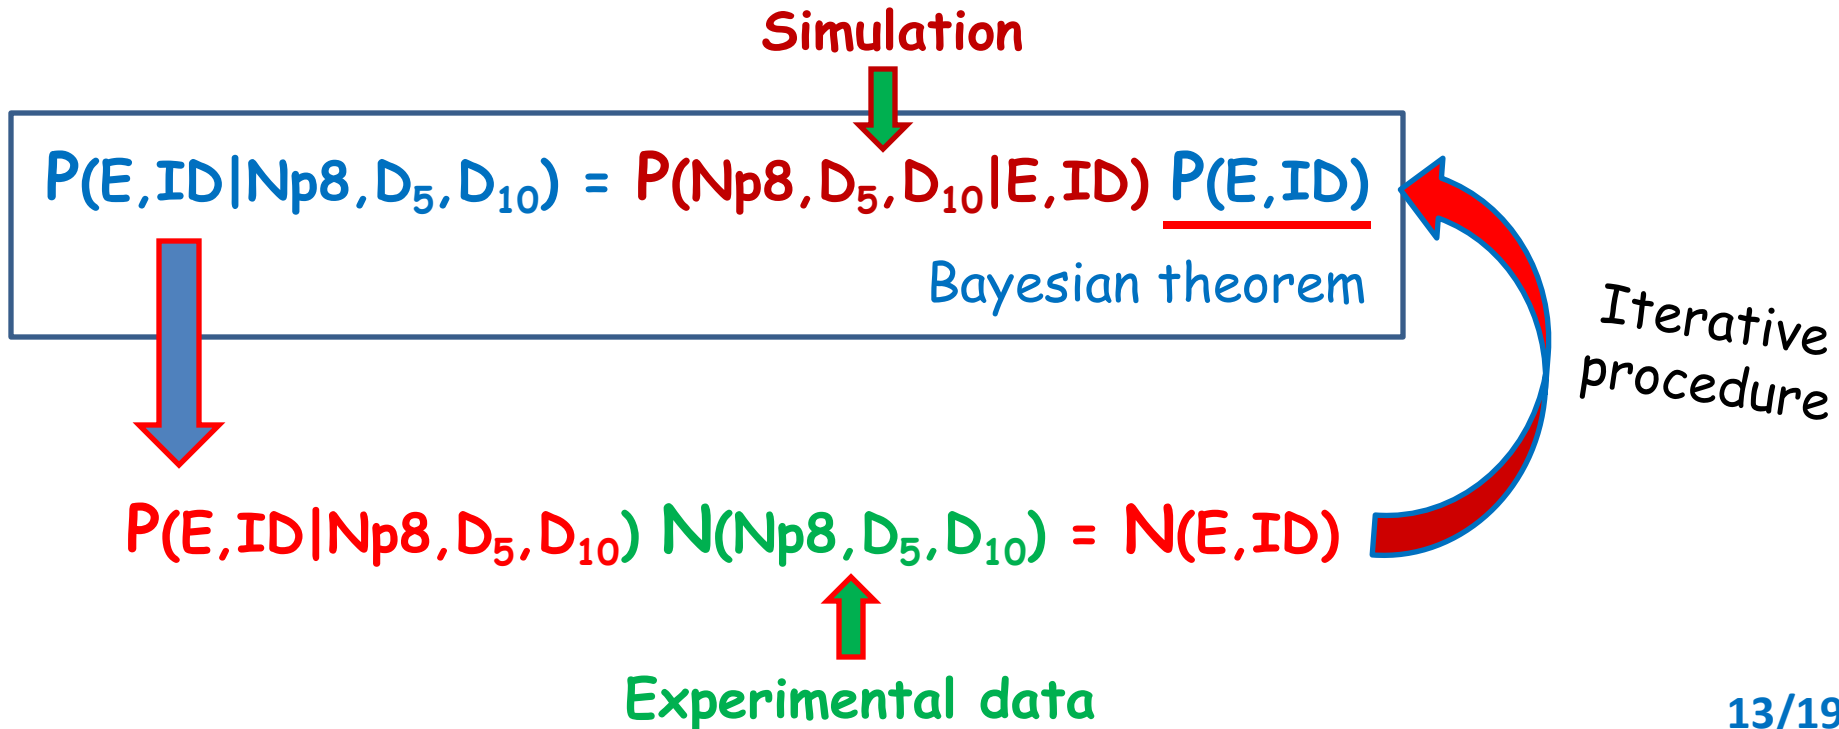 Simulation
P(E,ID|Np8,D₅,D₁₀) = P(Np8,D₅,D₁₀|E,ID) P(E,ID)
Bayesian theorem
Iterative
procedure
P(E,ID|Np8,D₅,D₁₀) N(Np8,D₅,D₁₀) = N(E,ID)
Experimental data
13/19